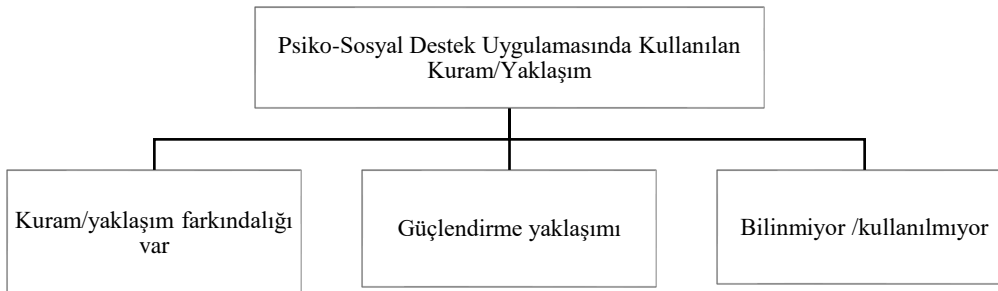 Psiko-Sosyal Destek Uygulamasında Kullanılan
Kuram/Yaklaşım
Kuram/yaklaşım farkındalığı
var
Güçlendirme yaklaşımı
Bilinmiyor /kullanılmıyor